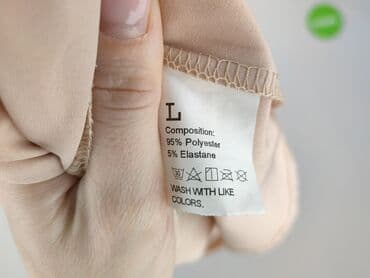 L
Composition:
95% Polyester
5% Elastane
WASH WITH LIKE
COLORS.